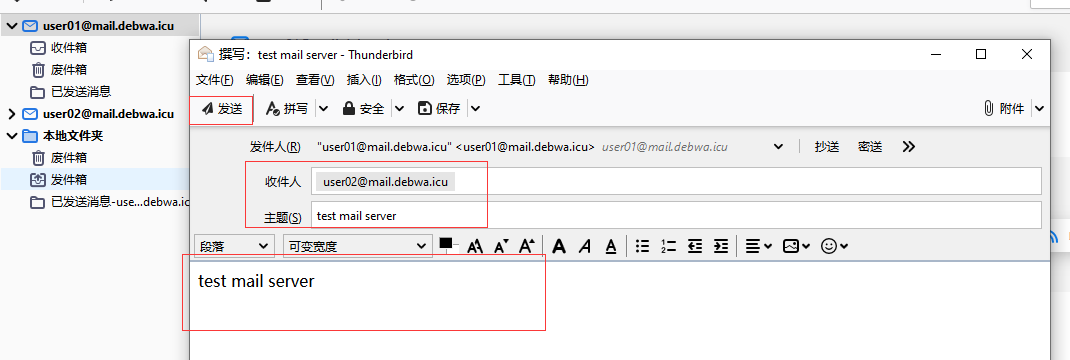 user01@mail.debwa.icu
收件箱
废件箱
已发送消息
user02@mail.debwa.icu
本地文件夹
废件箱
发件箱
已发送消息-use...debwa.ic
撰写：test mail server - Thunderbird
文件(F) 编辑(E) 查看(V) 插入(I) 格式(O) 选项(P) 工具(T) 帮助(H)
发送 拼写 安全 保存 附件
发件人(R) "user01@mail.debwa.icu" <user01@mail.debwa.icu> user01@mail.debwa.icu 抄送 密送
收件人 user02@mail.debwa.icu
主题(S) test mail server
段落 可变宽度
test mail server